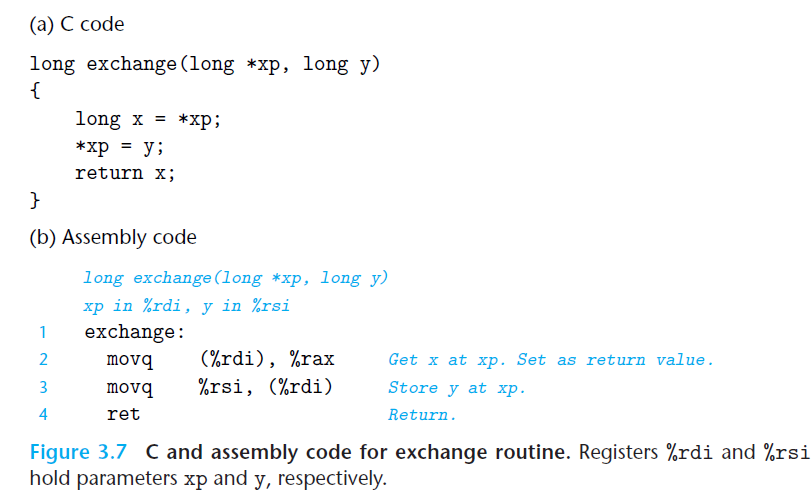 (a) C code
long exchange(long *xp, long y)
{
    long x = *xp;
    *xp = y;
    return x;
}
(b) Assembly code
long exchange(long *xp, long y)
xp in %rdi, y in %rsi
1 exchange:
2 movq (%rdi), %rax Get x at xp. Set as return value.
3 movq %rsi, (%rdi) Store y at xp.
4 ret Return.
Figure 3.7 C and assembly code for exchange routine. Registers %rdi and %rsi
hold parameters xp and y, respectively.